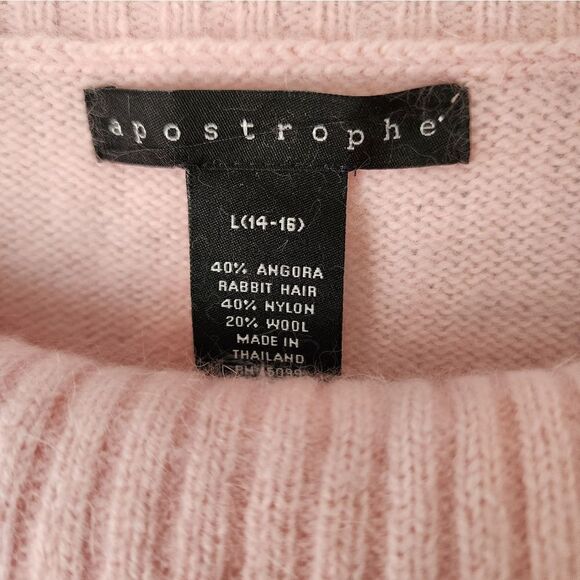 apostrophe'
L(14-16)
40% ANGORA
RABBIT HAIR
40% NYLON
20% WOOL
MADE IN
THAILAND